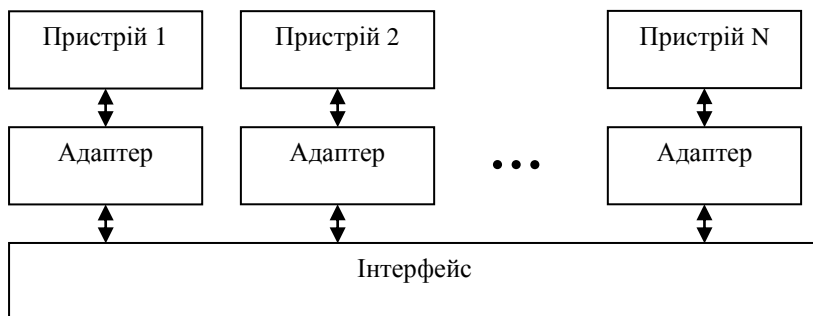 Пристрій 1
Пристрій 2
Пристрій N
Адаптер
Адаптер
...
Адаптер
Інтерфейс